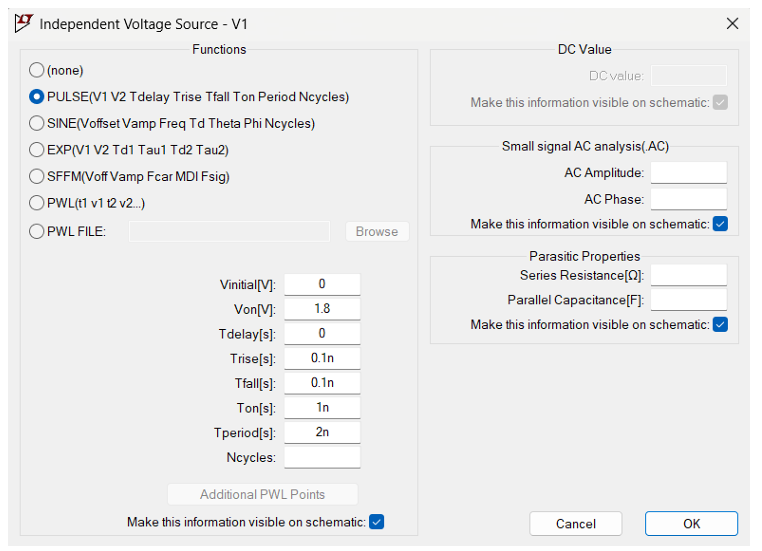 Independent Voltage Source - V1
Functions
(none)
PULSE(V1 V2 Tdelay Trise Tfall Ton Period Ncycles)
SINE(Voffset Vamp Freq Td Theta Phi Ncycles)
EXP(V1 V2 Td1 Tau1 Td2 Tau2)
SFFM(Voff Vamp Fcar MDI Fsig)
PWL(t1 v1 t2 v2...)
PWL FILE: Browse
Vinitial[V]: 0
Von[V]: 1.8
Tdelay[s]: 0
Trise[s]: 0.1n
Tfall[s]: 0.1n
Ton[s]: 1n
Tperiod[s]: 2n
Ncycles:
Additional PWL Points
Make this information visible on schematic:
DC Value
DC value:
Make this information visible on schematic:
Small signal AC analysis(.AC)
AC Amplitude:
AC Phase:
Make this information visible on schematic:
Parasitic Properties
Series Resistance[Ω]:
Parallel Capacitance[F]:
Make this information visible on schematic:
Cancel OK